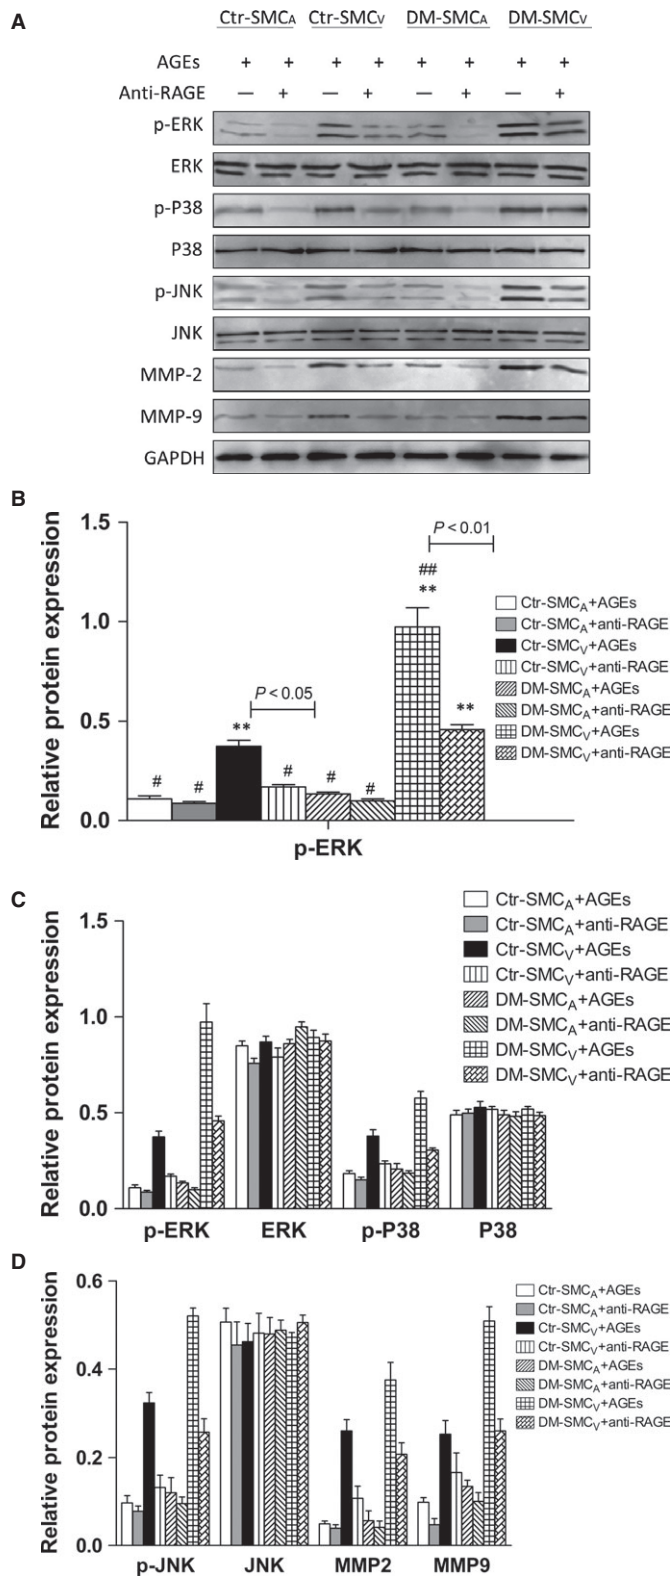 A
Ctr-SMCA Ctr-SMCV DM-SMCA DM-SMCV
AGEs + + + + + + + +
Anti-RAGE — + — + — + — +
p-ERK
ERK
p-P38
P38
p-JNK
JNK
MMP-2
MMP-9
GAPDH
B
Relative protein expression
1.5
1.0
0.5
0.0
P < 0.01
P < 0.05
##
**
**
**
#
#
#
#
#
p-ERK
Ctr-SMCA+AGEs
Ctr-SMCA+anti-RAGE
Ctr-SMCV+AGEs
Ctr-SMCV+anti-RAGE
DM-SMCA+AGEs
DM-SMCA+anti-RAGE
DM-SMCV+AGEs
DM-SMCV+anti-RAGE
C
Relative protein expression
1.5
1.0
0.5
0.0
p-ERK ERK p-P38 P38
Ctr-SMCA+AGEs
Ctr-SMCA+anti-RAGE
Ctr-SMCV+AGEs
Ctr-SMCV+anti-RAGE
DM-SMCA+AGEs
DM-SMCA+anti-RAGE
DM-SMCV+AGEs
DM-SMCV+anti-RAGE
D
Relative protein expression
0.6
0.4
0.2
0.0
p-JNK JNK MMP2 MMP9
Ctr-SMCA+AGEs
Ctr-SMCA+anti-RAGE
Ctr-SMCV+AGEs
Ctr-SMCV+anti-RAGE
DM-SMCA+AGEs
DM-SMCA+anti-RAGE
DM-SMCV+AGEs
DM-SMCV+anti-RAGE